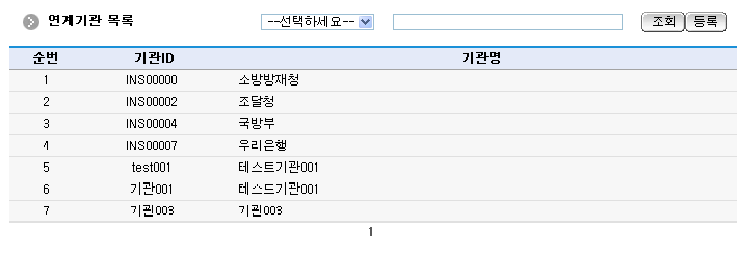 연계기관 목록 --선택하세요-- 조회 등록
순번 기관ID 기관명
1 INS00000 소방방재청
2 INS00002 조달청
3 INS00004 국방부
4 INS00007 우리은행
5 test001 테스트기관001
6 기관001 테스트기관001
7 기관003 기관003
1